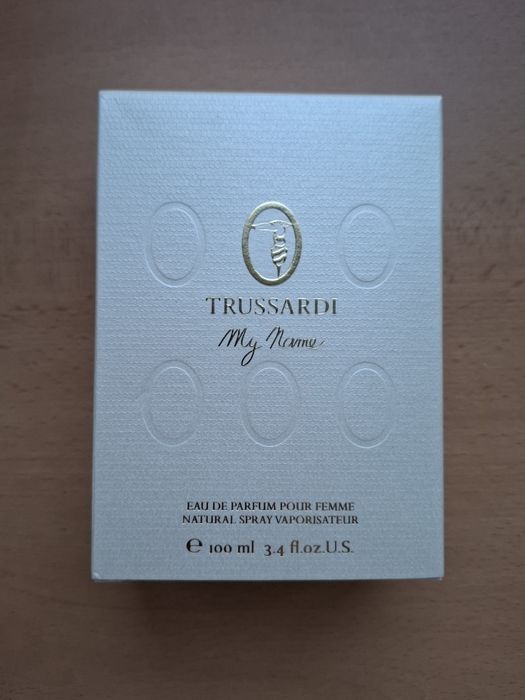 TRUSSARDI
My Name
EAU DE PARFUM POUR FEMME
NATURAL SPRAY VAPORISATEUR
℮ 100 ml 3.4 fl.oz.U.S.